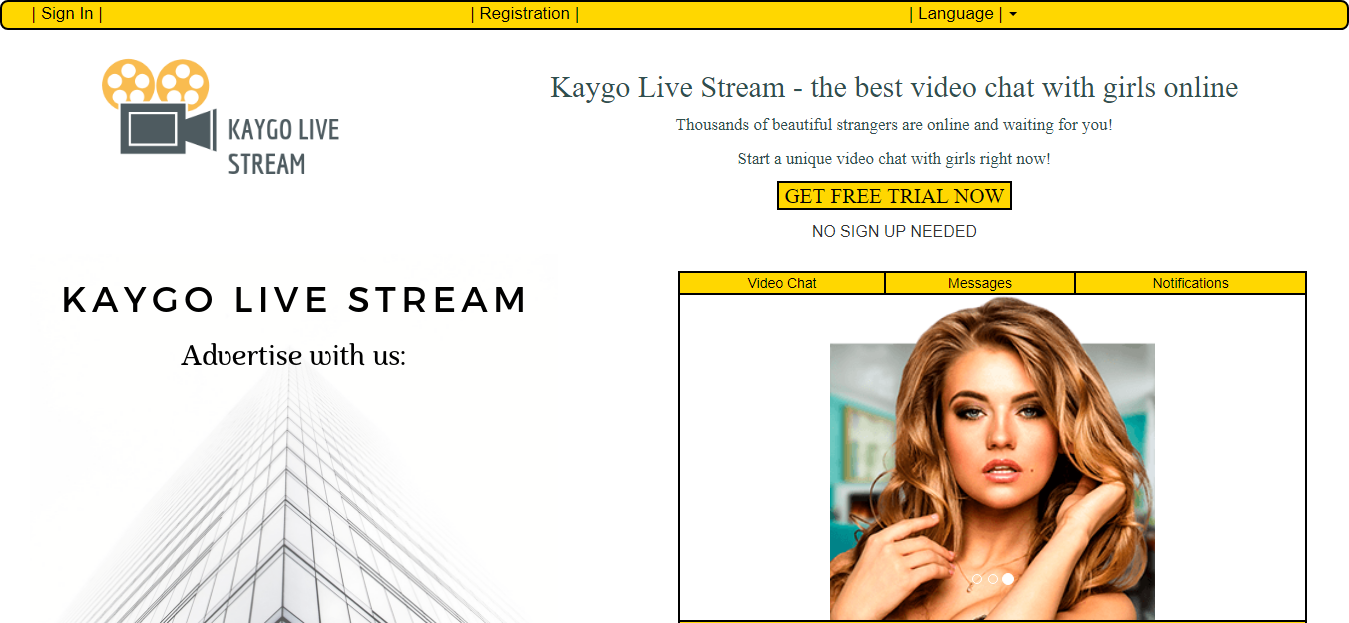 | Sign In | | Registration | | Language |
Kaygo Live Stream - the best video chat with girls online
Thousands of beautiful strangers are online and waiting for you!
KAYGO LIVE
STREAM
Start a unique video chat with girls right now!
GET FREE TRIAL NOW
NO SIGN UP NEEDED
KAYGO LIVE STREAM
Advertise with us:
Video Chat Messages Notifications